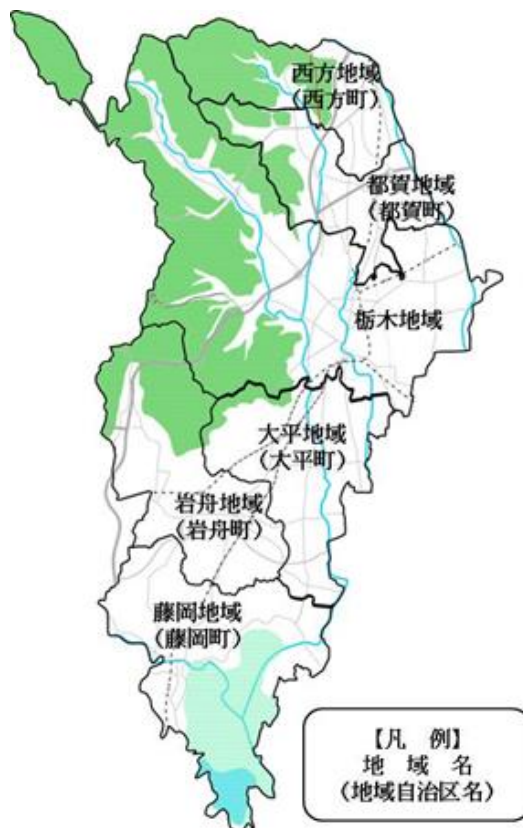 西方地域
(西方町)
都賀地域
(都賀町)
栃木地域
大平地域
(大平町)
岩舟地域
(岩舟町)
藤岡地域
(藤岡町)
【凡　例】
地　域　名
(地域自治区名)